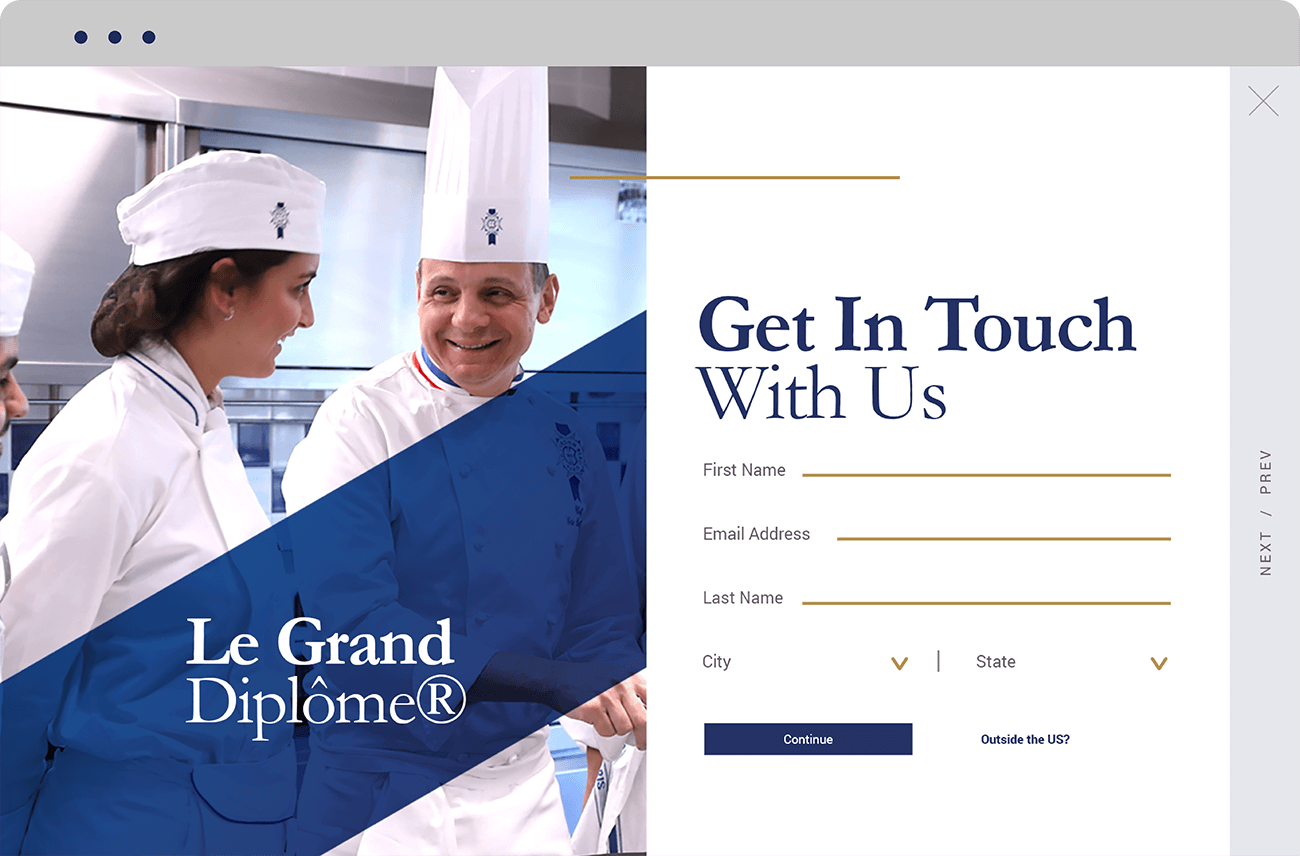 Le Grand
Diplôme®
Get In Touch
With Us
First Name
Email Address
Last Name
City | State
Continue
Outside the US?
NEXT / PREV